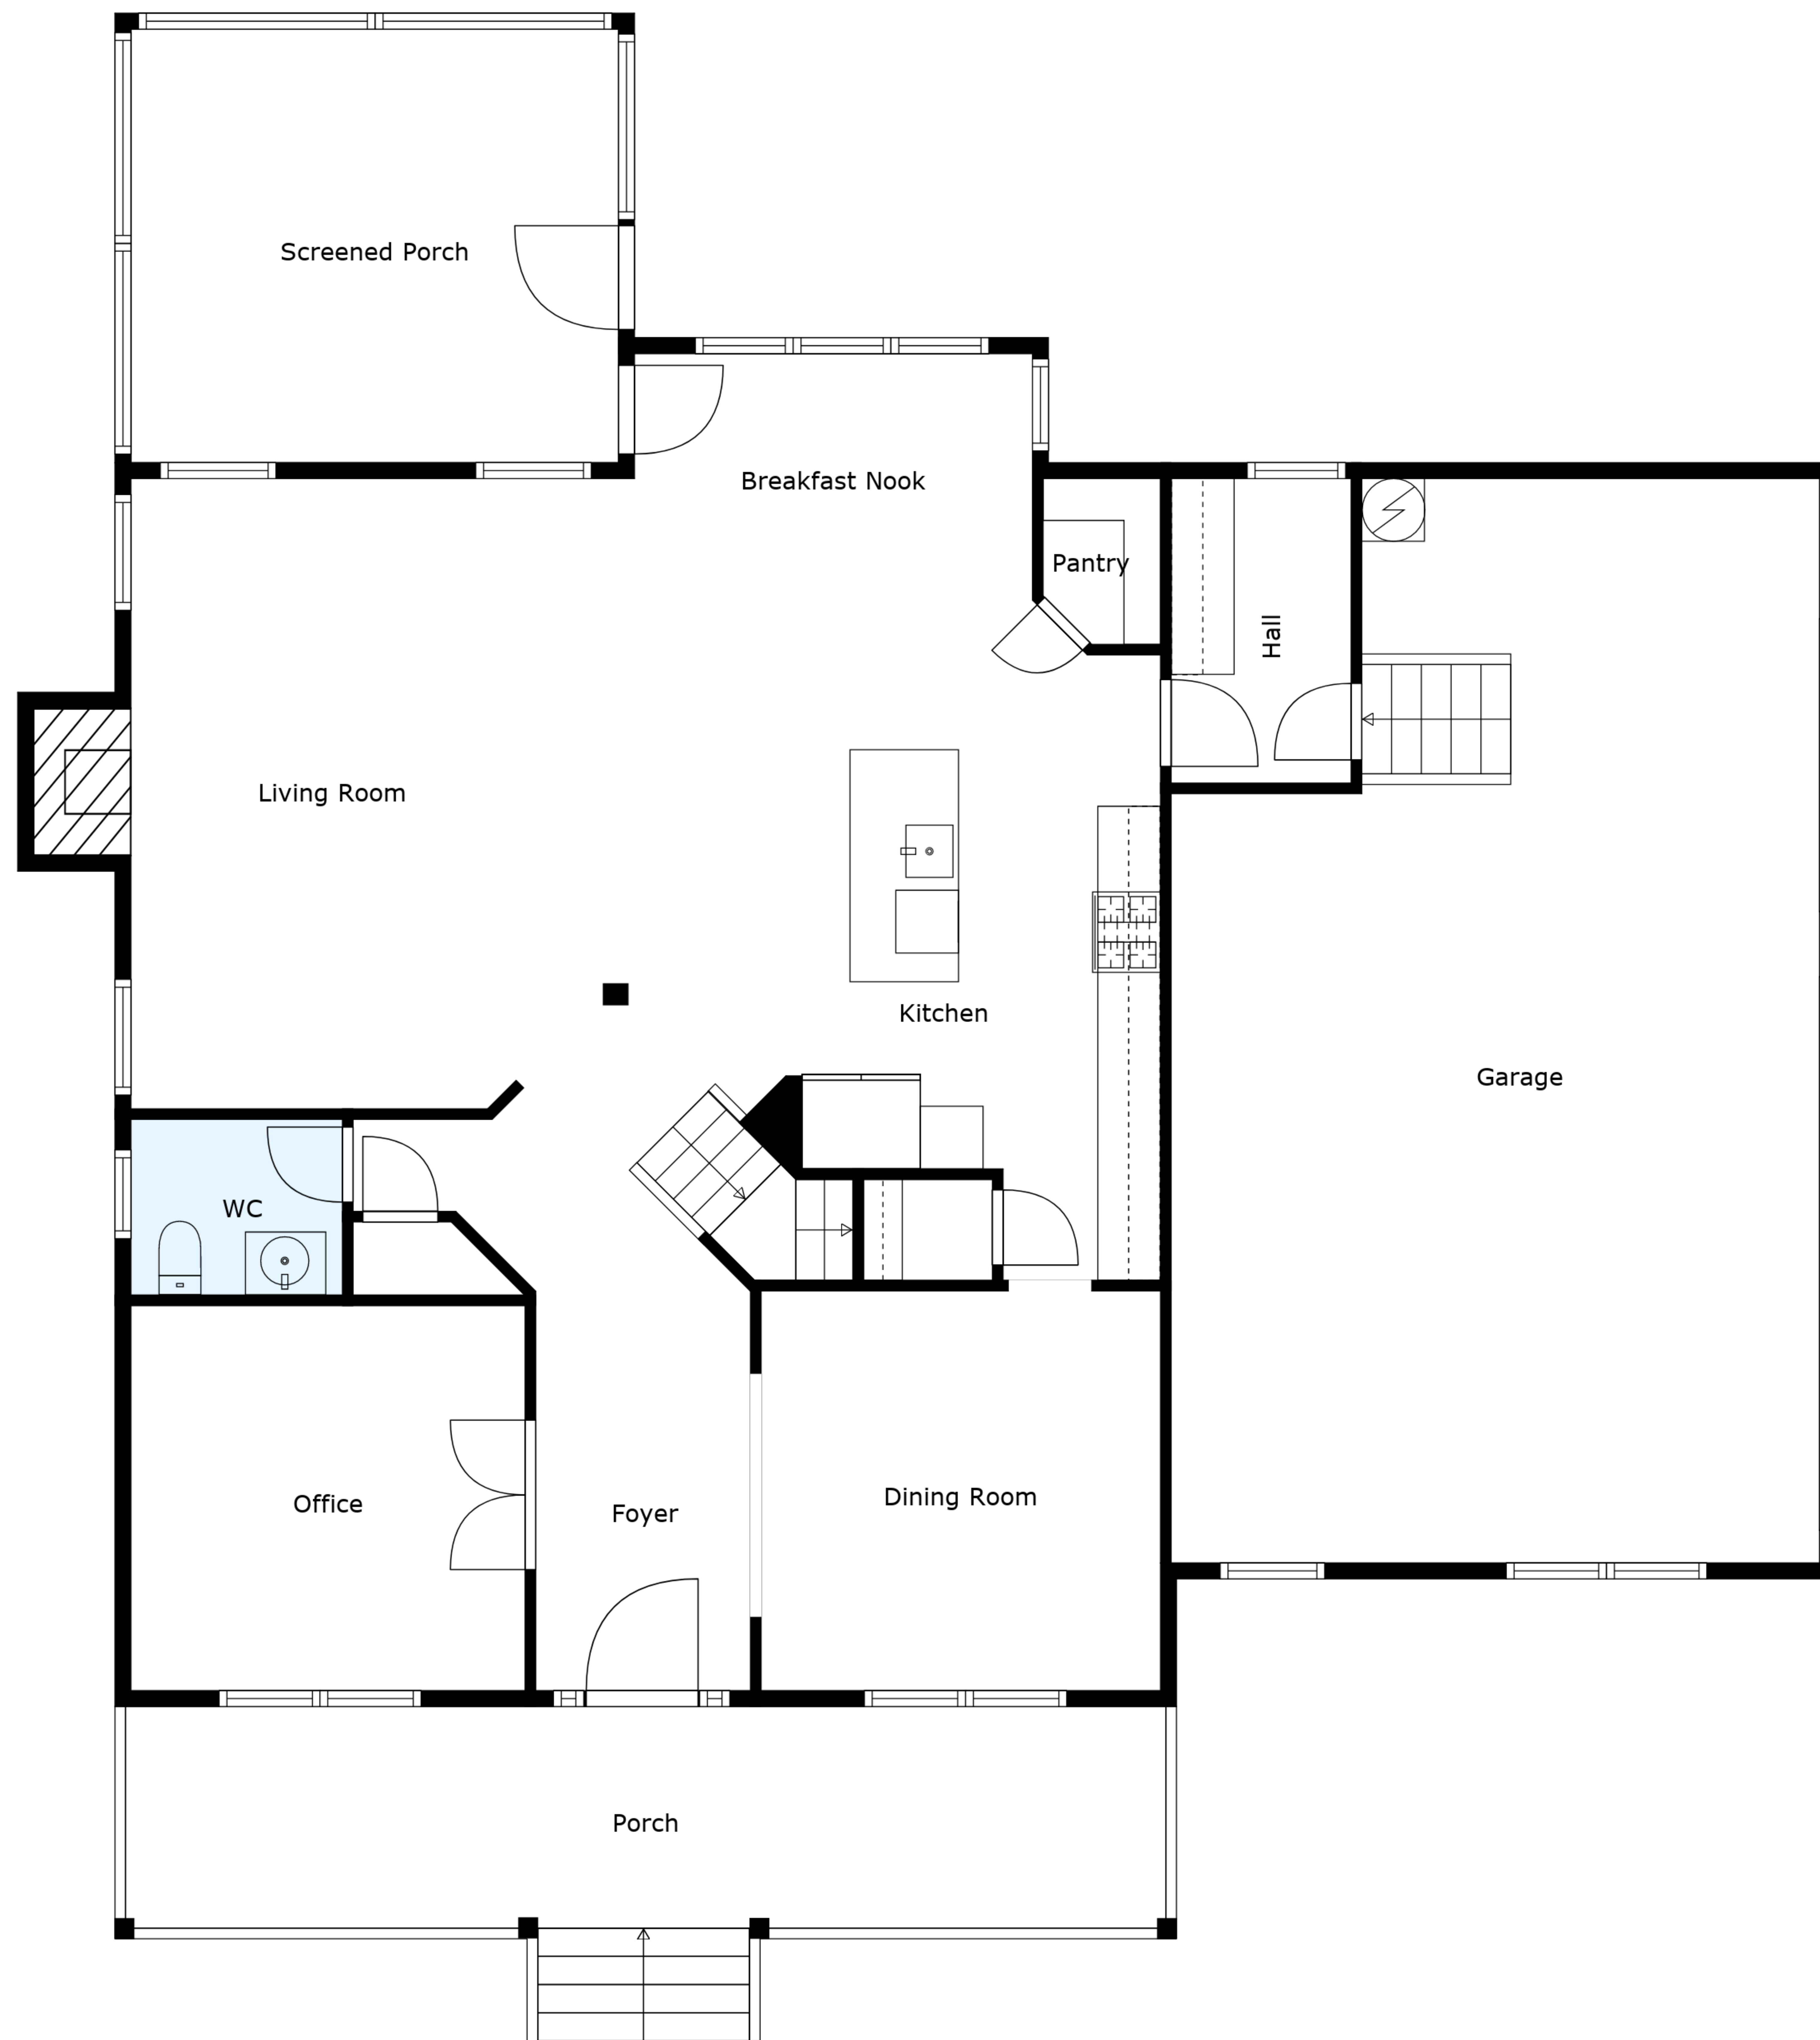 Screened Porch
Breakfast Nook
Pantry
Hall
Living Room
Kitchen
Garage
WC
Office
Foyer
Dining Room
Porch